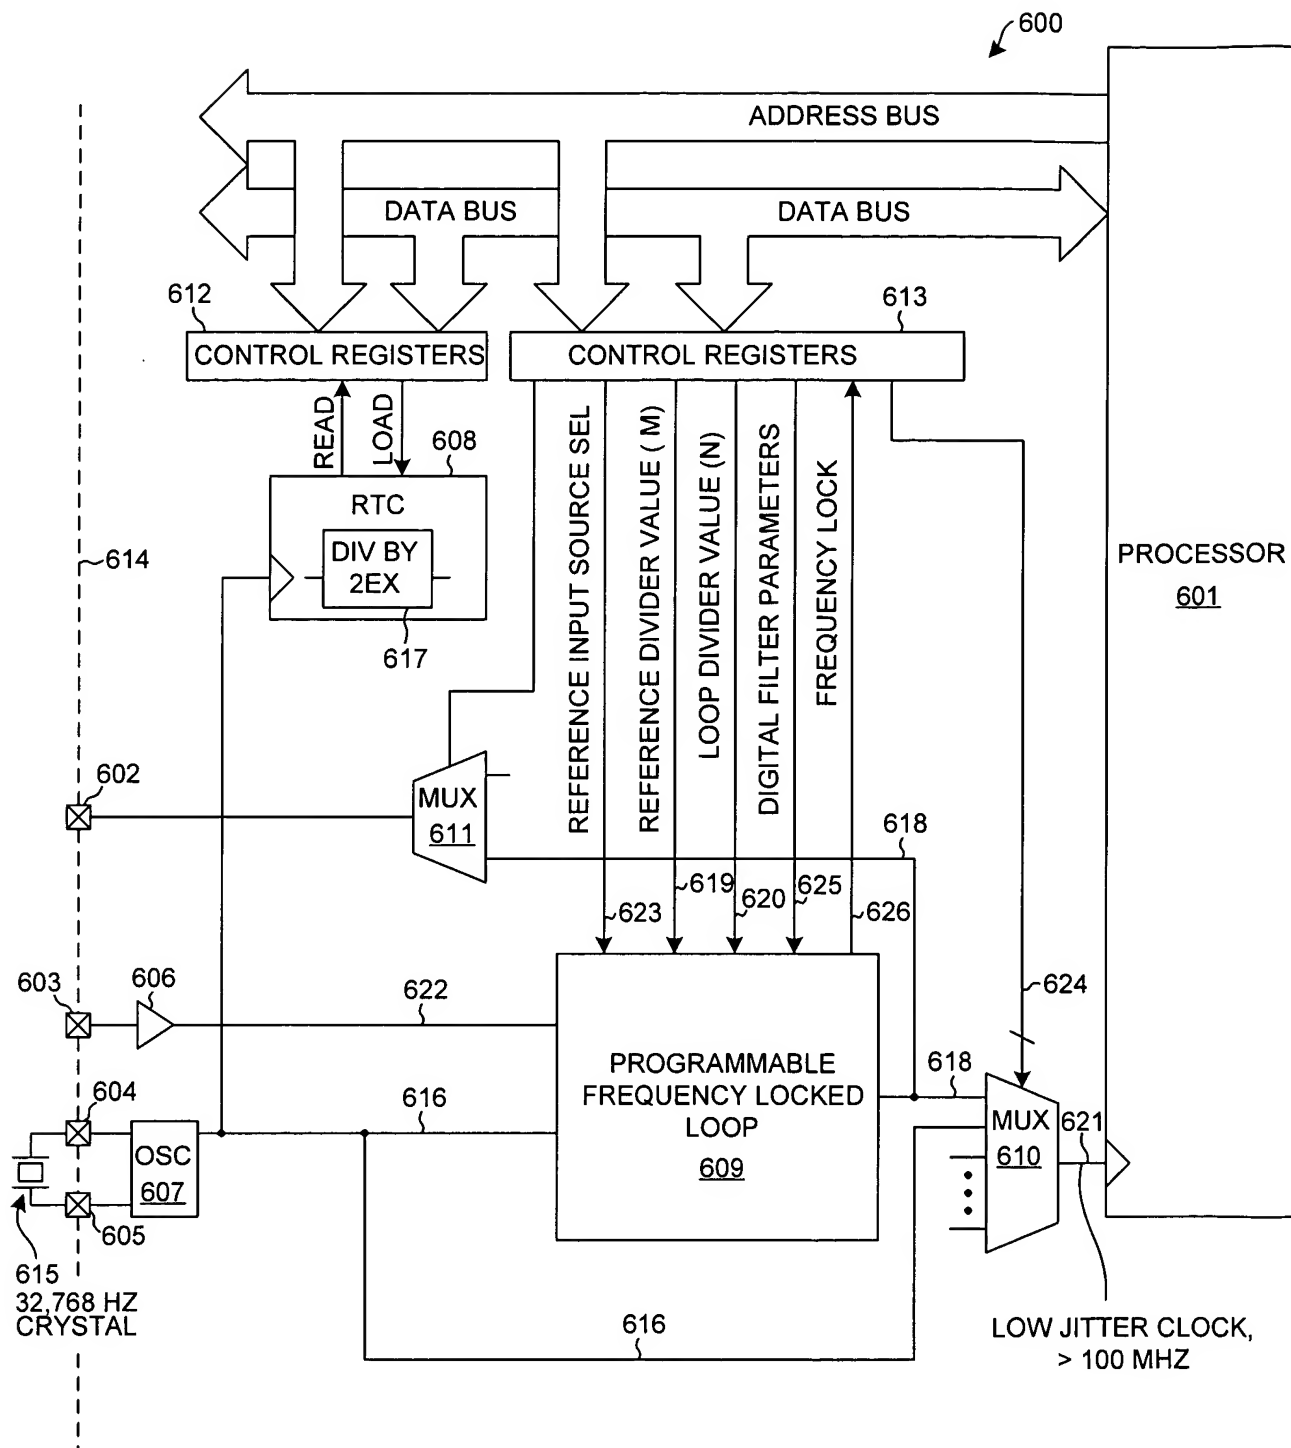 600
ADDRESS BUS
DATA BUS
DATA BUS
612
613
CONTROL REGISTERS
CONTROL REGISTERS
READ
LOAD
REFERENCE INPUT SOURCE SEL
REFERENCE DIVIDER VALUE ( M)
LOOP DIVIDER VALUE (N)
DIGITAL FILTER PARAMETERS
FREQUENCY LOCK
608
RTC
DIV BY
2EX
617
614
PROCESSOR
601
602
MUX
611
618
619
620
625
623
626
603
606
622
624
604
616
PROGRAMMABLE
FREQUENCY LOCKED
LOOP
609
618
MUX
610
621
OSC
607
605
615
32,768 HZ
CRYSTAL
616
LOW JITTER CLOCK,
> 100 MHZ